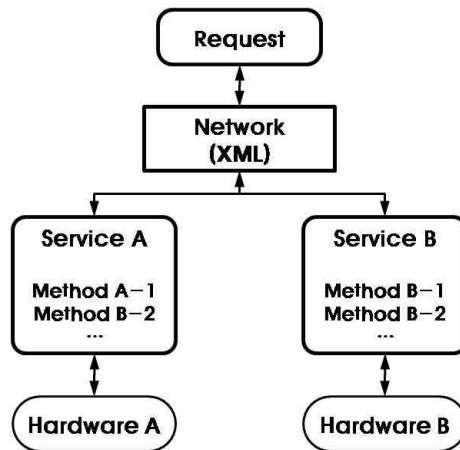 Request
Network
(XML)
Service A
Method A-1
Method B-2
...
Service B
Method B-1
Method B-2
...
Hardware A
Hardware B